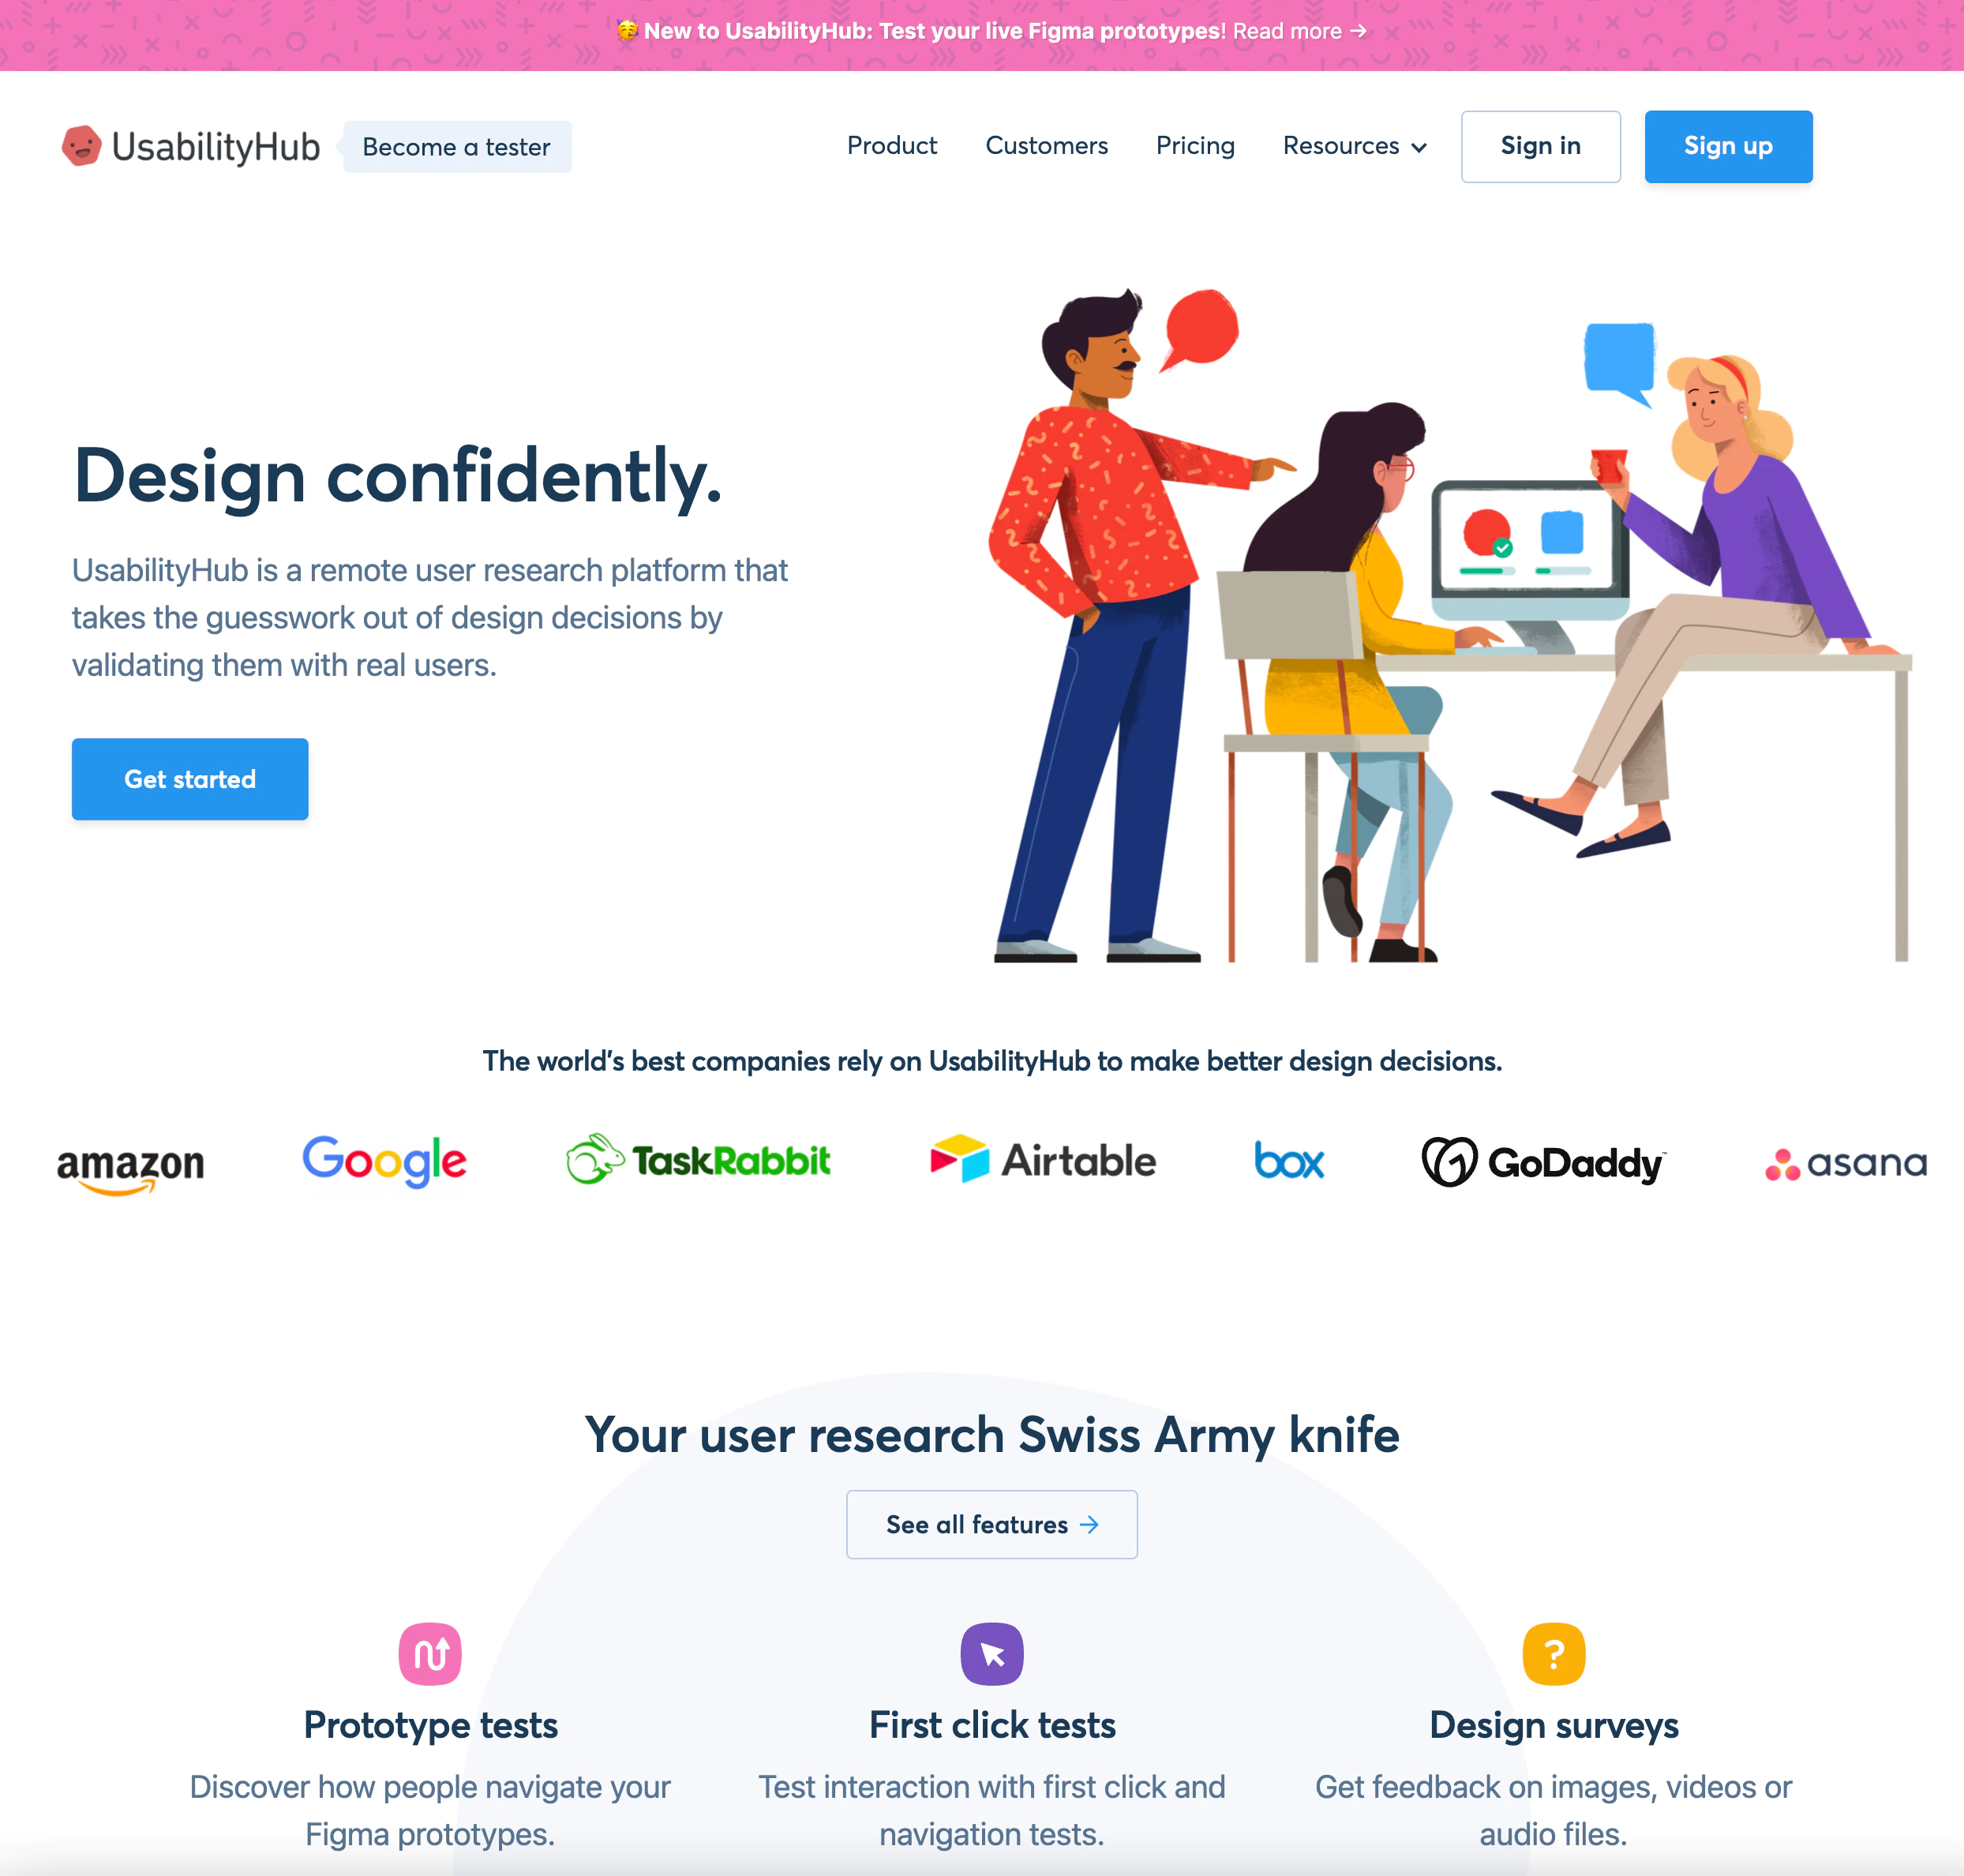 🥳 New to UsabilityHub: Test your live Figma prototypes! Read more →
UsabilityHub
Become a tester
Product
Customers
Pricing
Resources
Sign in
Sign up
Design confidently.
UsabilityHub is a remote user research platform that
takes the guesswork out of design decisions by
validating them with real users.
Get started
The world's best companies rely on UsabilityHub to make better design decisions.
amazon
Google
TaskRabbit
Airtable
box
GoDaddy™
asana
Your user research Swiss Army knife
See all features →
Prototype tests
Discover how people navigate your
Figma prototypes.
First click tests
Test interaction with first click and
navigation tests.
?
Design surveys
Get feedback on images, videos or
audio files.